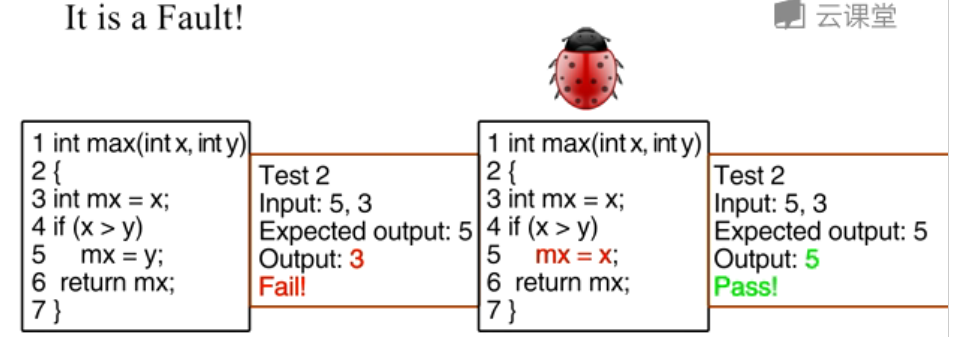 It is a Fault!
云课堂
1 int max(int x, int y)
2 {
3 int mx = x;
4 if (x > y)
5 mx = y;
6 return mx;
7 }
Test 2
Input: 5, 3
Expected output: 5
Output: 3
Fail!
1 int max(int x, int y)
2 {
3 int mx = x;
4 if (x > y)
5 mx = x;
6 return mx;
7 }
Test 2
Input: 5, 3
Expected output: 5
Output: 5
Pass!